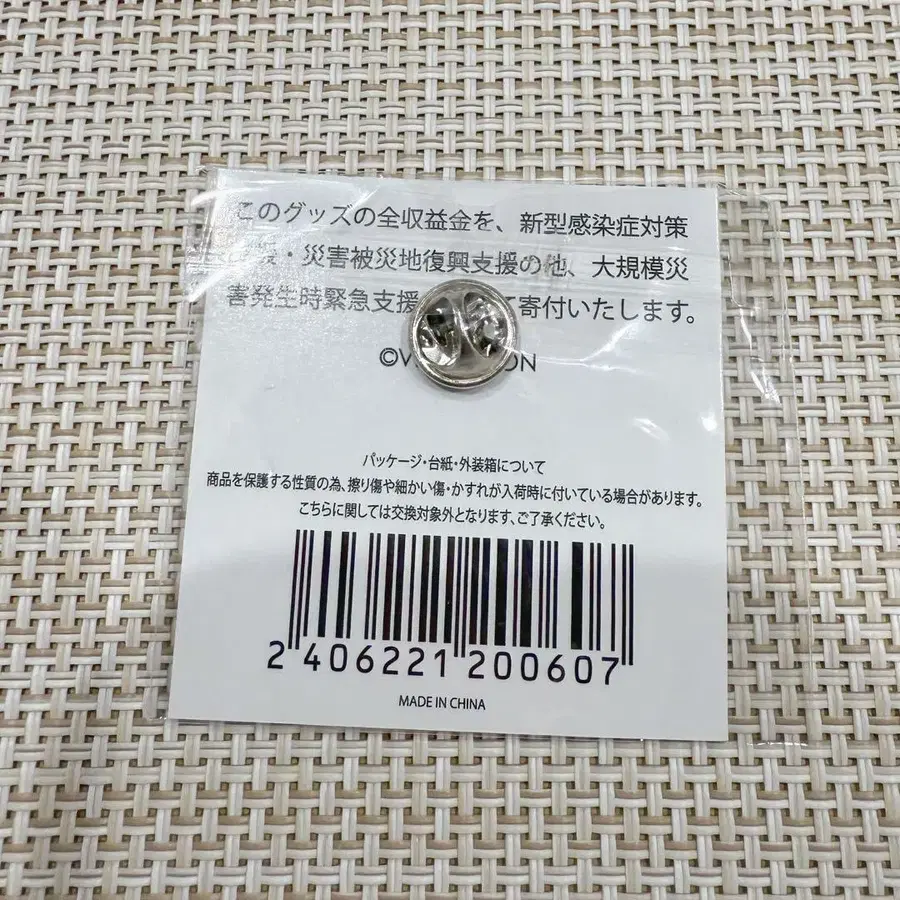 このグッズの全収益金を、新型感染症対策
・災害被災地復興支援の他、大規模災
害発生時緊急支援 て寄付いたします。
パッケージ・台紙・外装箱について
商品を保護する性質の為、擦り傷や細かい傷・かすれが入荷時に付いている場合があります。
こちらに関しては交換対象外となります、ご了承ください。
2 406221 200607
MADE IN CHINA